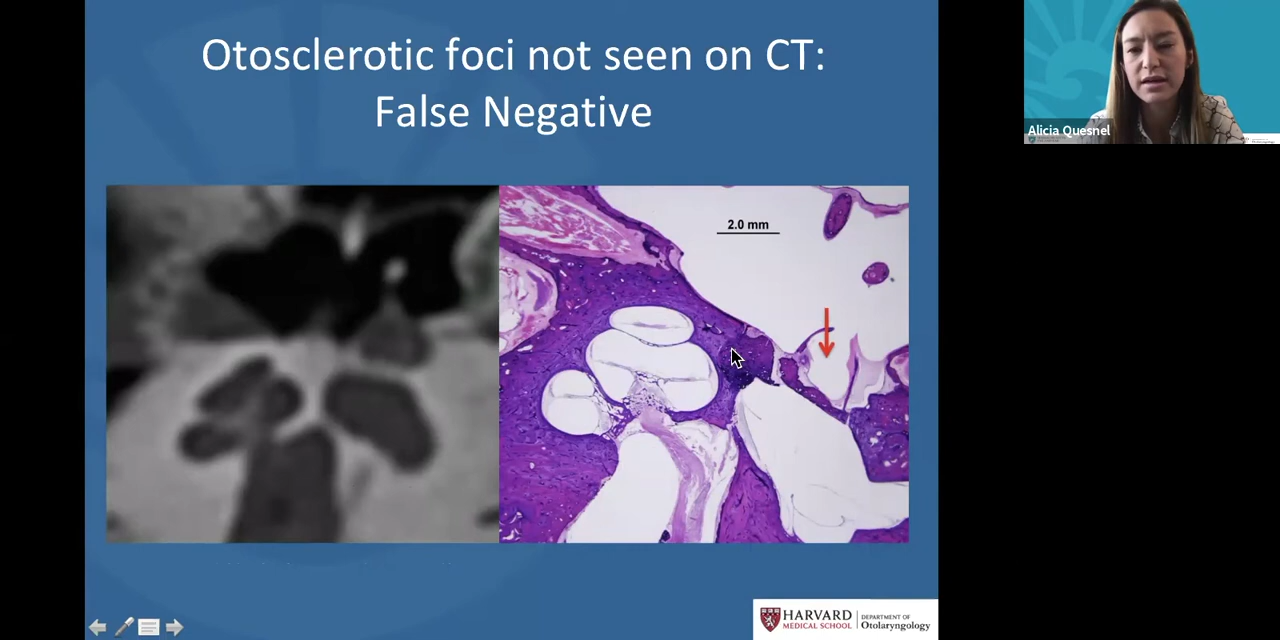 Otosclerotic foci not seen on CT:
False Negative
2.0 mm
Alicia Quesnel
HARVARD
MEDICAL SCHOOL
DEPARTMENT OF
Otolaryngology